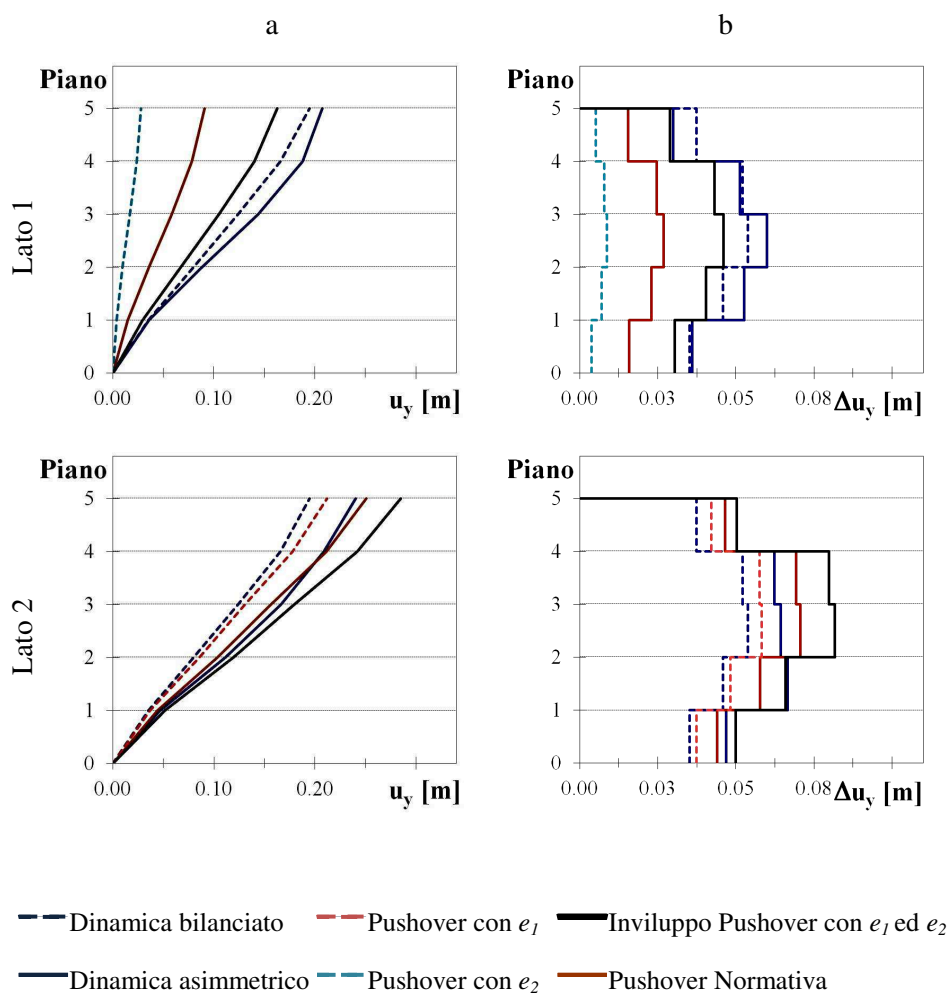 a
b
Piano
Piano
5
5
4
4
3
3
Lato 1
2
2
1
1
0
0
0.00 0.10 0.20
0.00 0.03 0.05 0.08
u_y [m]
Δu_y [m]
Piano
Piano
5
5
4
4
3
3
Lato 2
2
2
1
1
0
0
0.00 0.10 0.20
0.00 0.03 0.05 0.08
u_y [m]
Δu_y [m]
Dinamica bilanciato
Pushover con e_1
Inviluppo Pushover con e_1 ed e_2
Dinamica asimmetrico
Pushover con e_2
Pushover Normativa